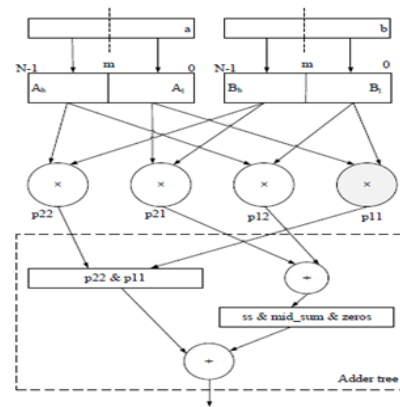 a b
N-1 m 0 N-1 m 0
Ah Al Bh Bl
× × × ×
p22 p21 p12 p11
p22 & p11 +
ss & mid_sum & zeros
+
Adder tree